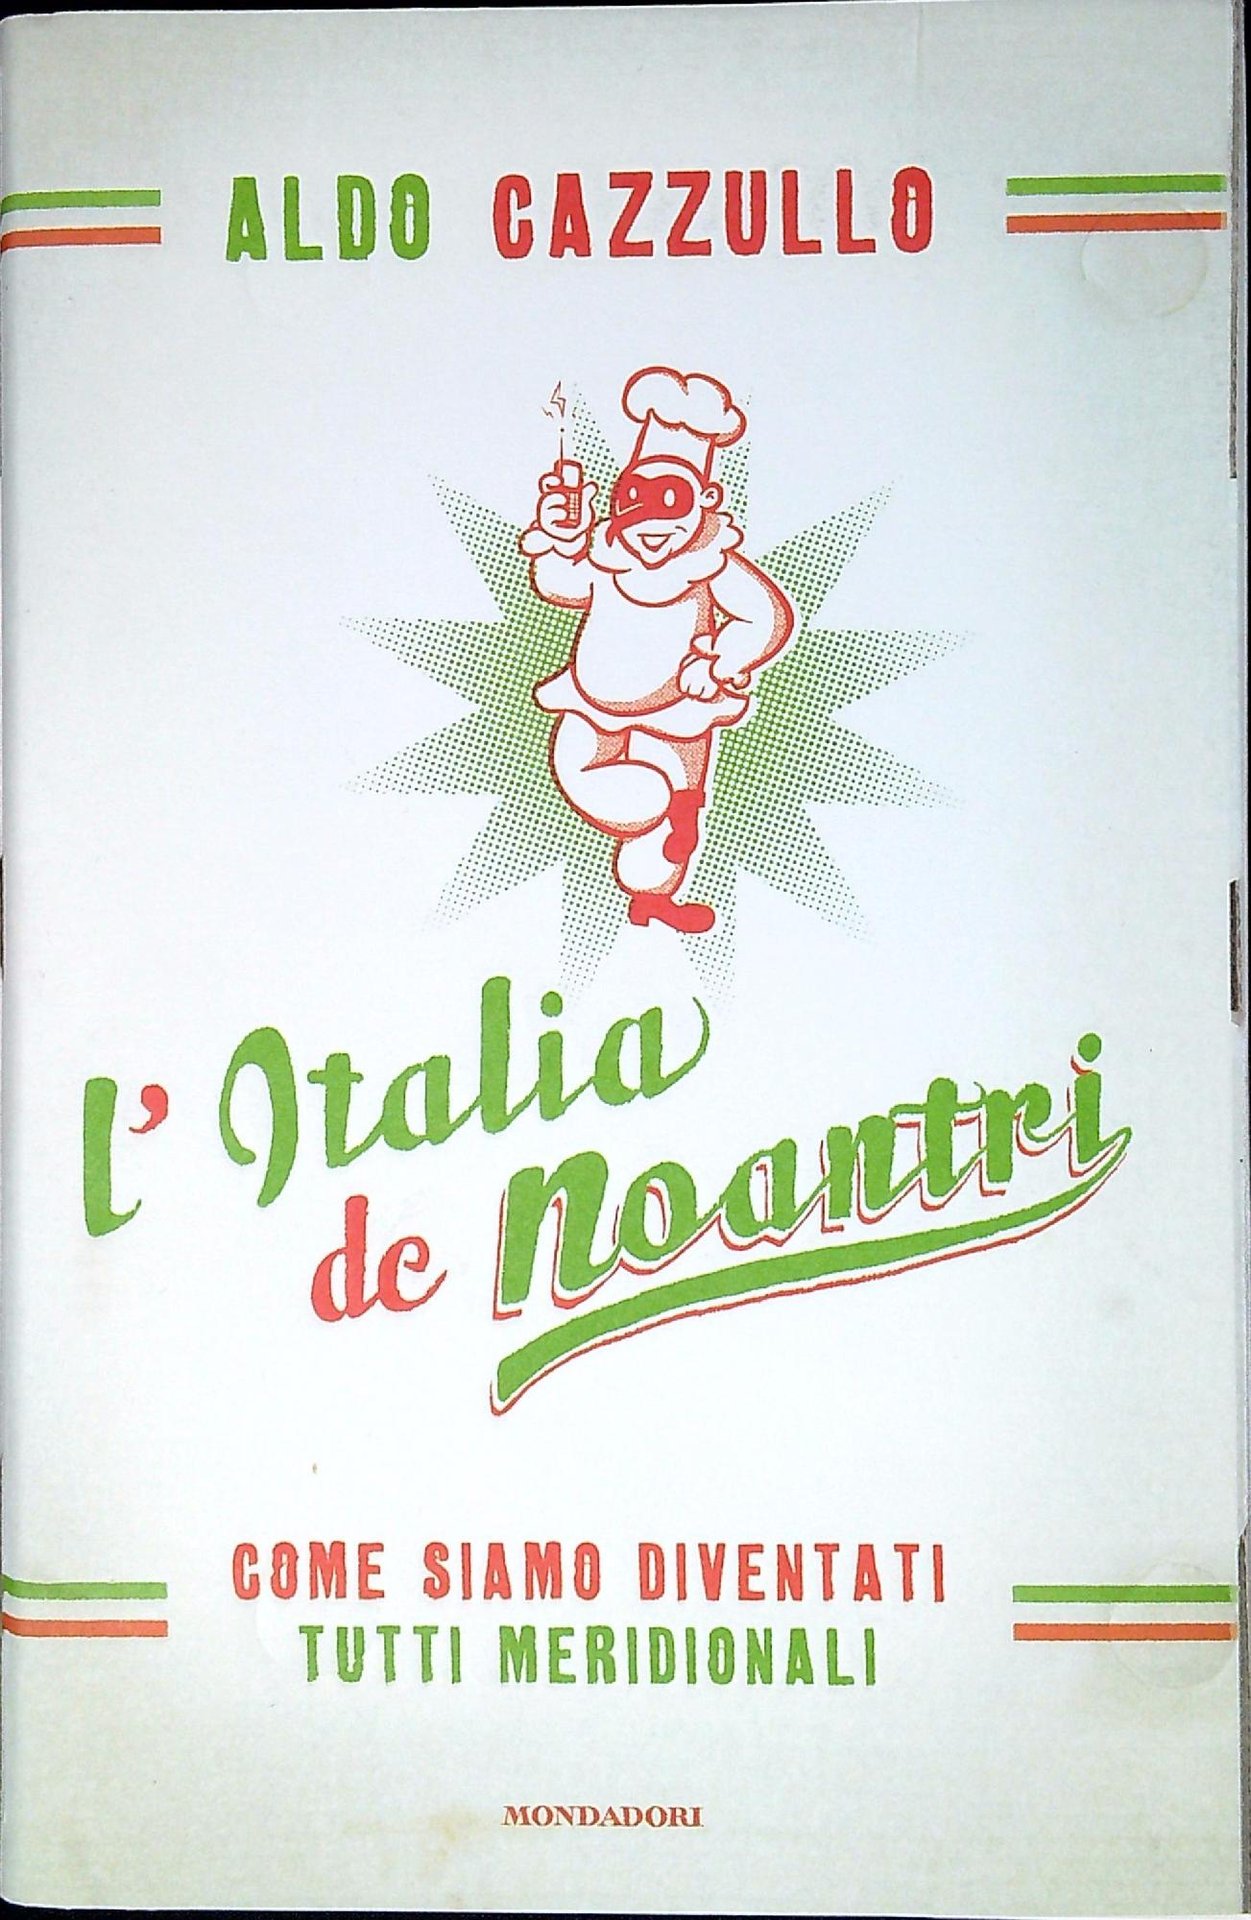 ALDO CAZZULLO
l'Italia
de noantri
COME SIAMO DIVENTATI
TUTTI MERIDIONALI
MONDADORI